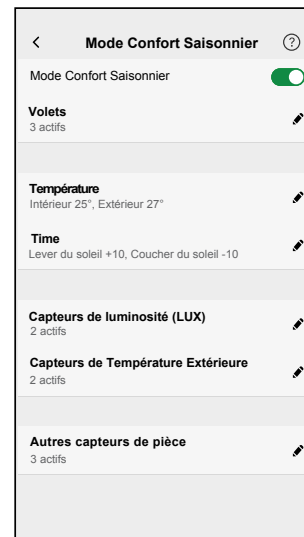 Mode Confort Saisonnier
Mode Confort Saisonnier
Volets
3 actifs
Température
Intérieur 25°, Extérieur 27°
Time
Lever du soleil +10, Coucher du soleil -10
Capteurs de luminosité (LUX)
2 actifs
Capteurs de Température Extérieure
2 actifs
Autres capteurs de pièce
3 actifs